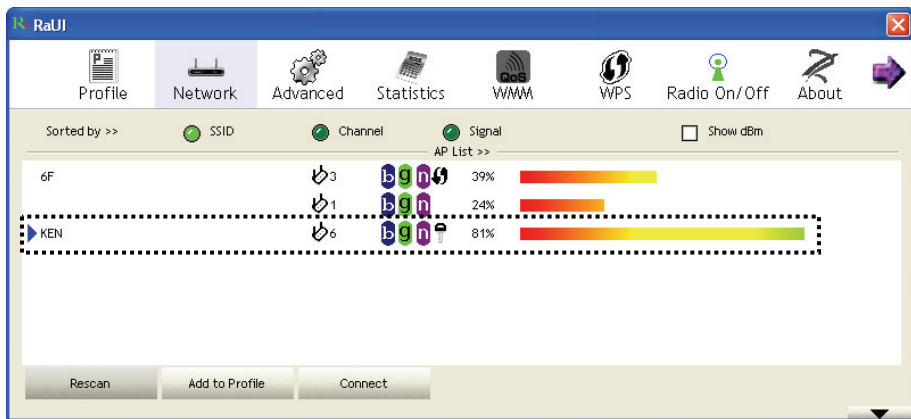 RaUI
Profile Network Advanced Statistics WMM WPS Radio On/Off About
QoS
Sorted by >> SSID Channel Signal Show dBm
AP List >>
6F 3 b g n 39%
1 b g n 24%
KEN 6 b g n 81%
Rescan Add to Profile Connect